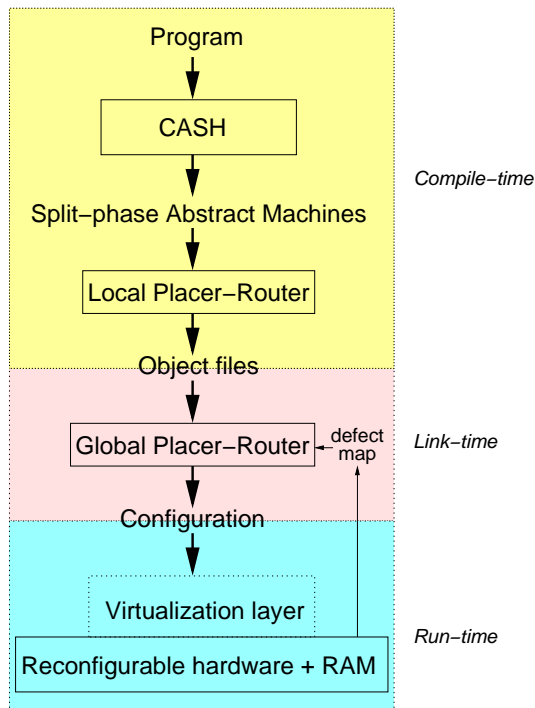 Program
CASH
Compile−time
Split−phase Abstract Machines
Local Placer−Router
Object files
Global Placer−Router
defect
map
Link−time
Configuration
Virtualization layer
Run−time
Reconfigurable hardware + RAM